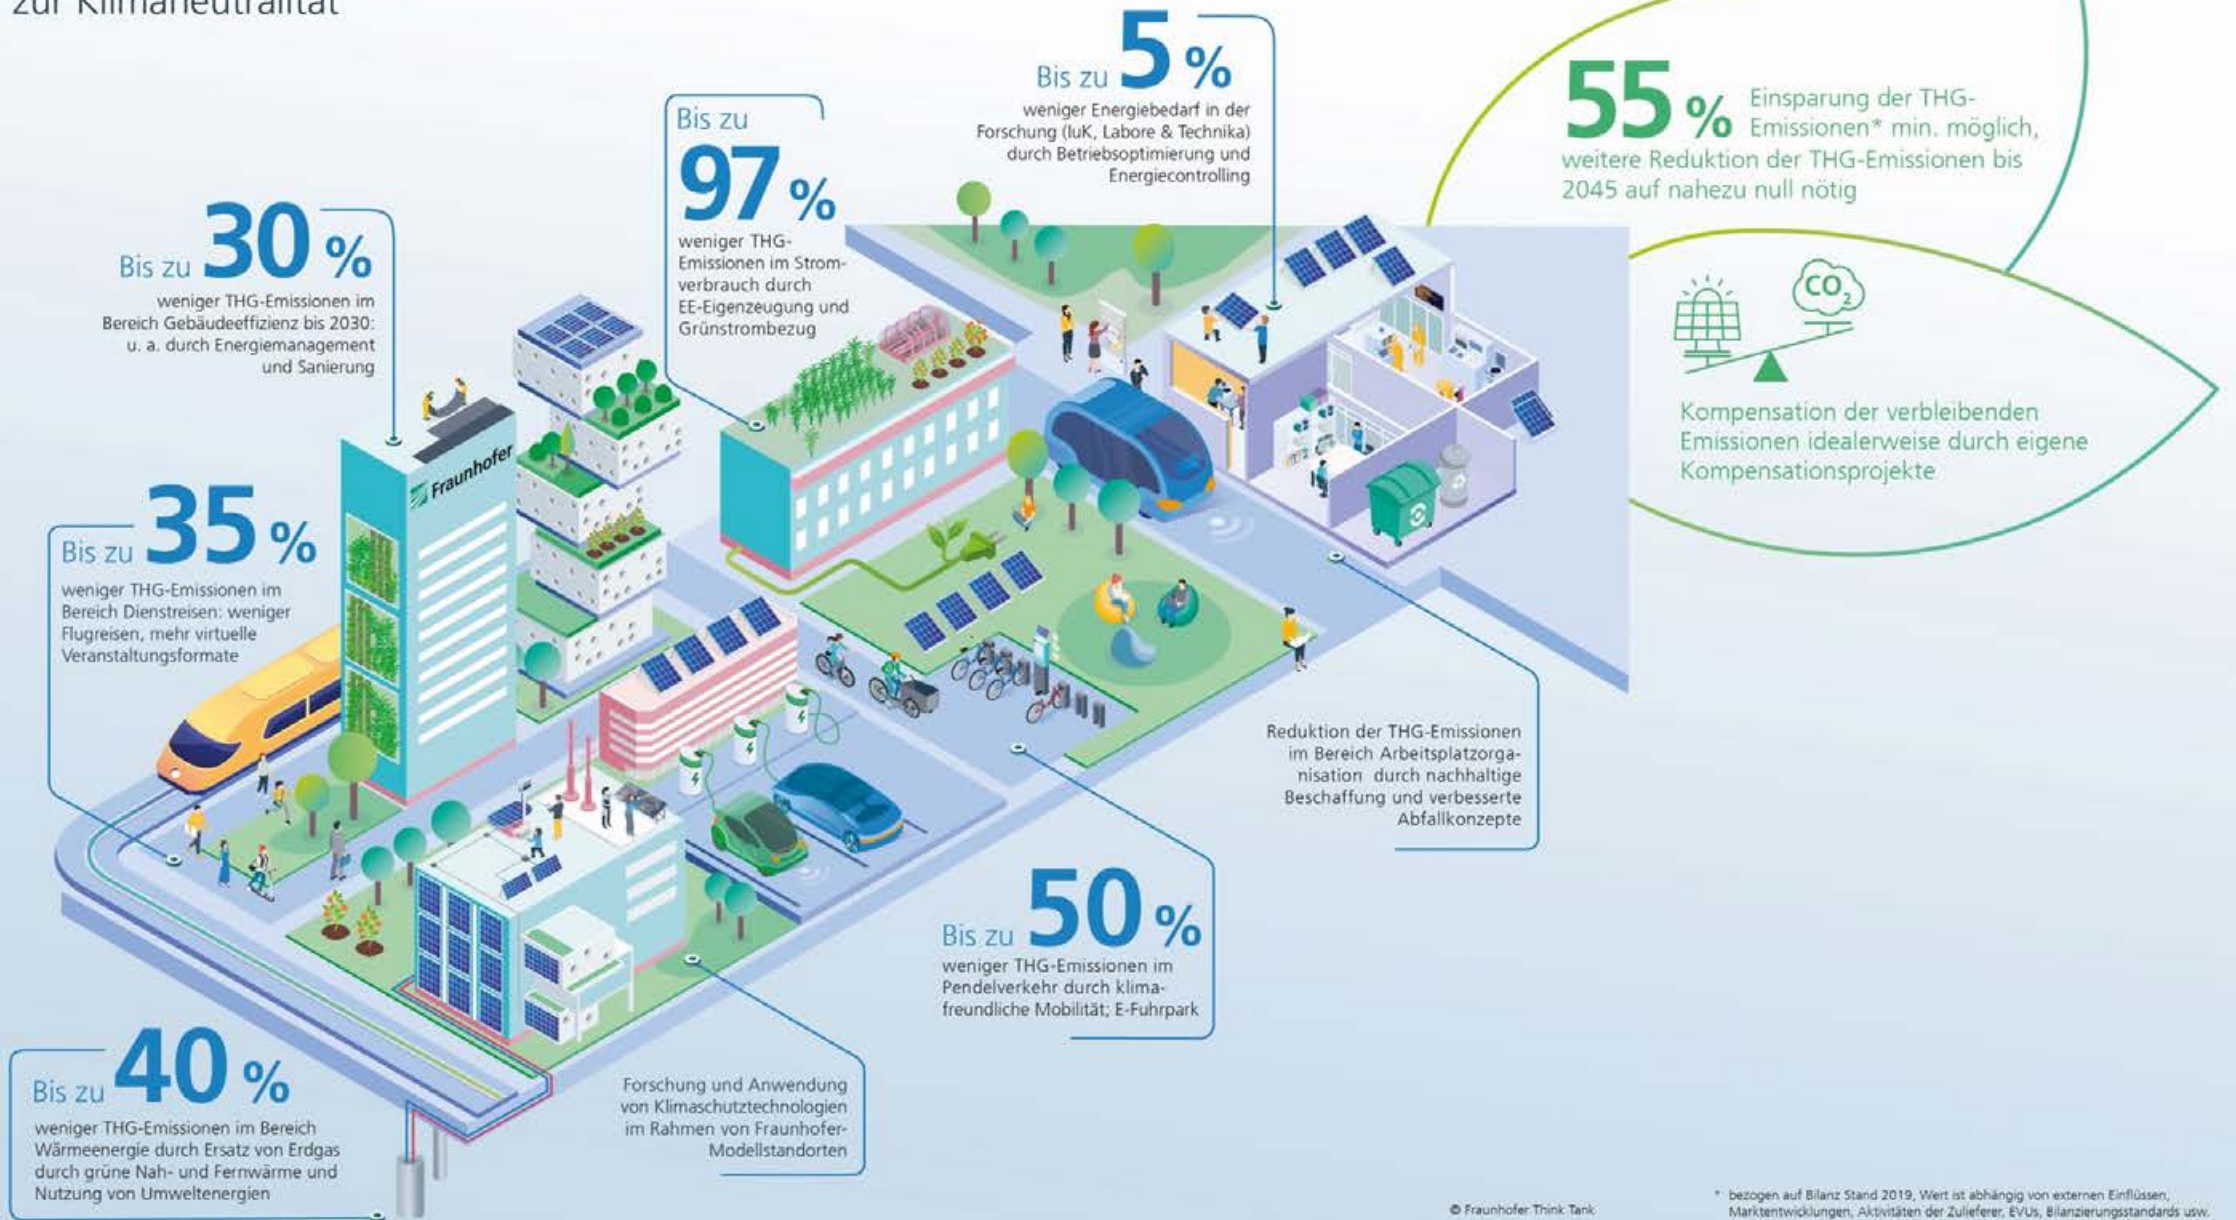 zur Klimaneutralität
Bis zu 5 %
weniger Energiebedarf in der
Forschung (IuK, Labore & Technika)
durch Betriebsoptimierung und
Energiecontrolling
55 % Einsparung der THG-
Emissionen* min. möglich,
weitere Reduktion der THG-Emissionen bis
2045 auf nahezu null nötig
Bis zu
97 %
weniger THG-
Emissionen im Strom-
verbrauch durch
EE-Eigenzeugung und
Grünstrombezug
Bis zu 30 %
weniger THG-Emissionen im
Bereich Gebäudeeffizienz bis 2030:
u. a. durch Energiemanagement
und Sanierung
CO2
Kompensation der verbleibenden
Emissionen idealerweise durch eigene
Kompensationsprojekte
Fraunhofer
Bis zu 35 %
weniger THG-Emissionen im
Bereich Dienstreisen: weniger
Flugreisen, mehr virtuelle
Veranstaltungsformate
Reduktion der THG-Emissionen
im Bereich Arbeitsplatzorga-
nisation durch nachhaltige
Beschaffung und verbesserte
Abfallkonzepte
Bis zu 50 %
weniger THG-Emissionen im
Pendelverkehr durch klima-
freundliche Mobilität; E-Fuhrpark
Bis zu 40 %
weniger THG-Emissionen im Bereich
Wärmeenergie durch Ersatz von Erdgas
durch grüne Nah- und Fernwärme und
Nutzung von Umweltenergien
Forschung und Anwendung
von Klimaschutztechnologien
im Rahmen von Fraunhofer-
Modellstandorten
© Fraunhofer Think Tank
* bezogen auf Bilanz Stand 2019, Wert ist abhängig von externen Einflüssen,
Marktentwicklungen, Aktivitäten der Zulieferer, EVUs, Bilanzierungsstandards usw.